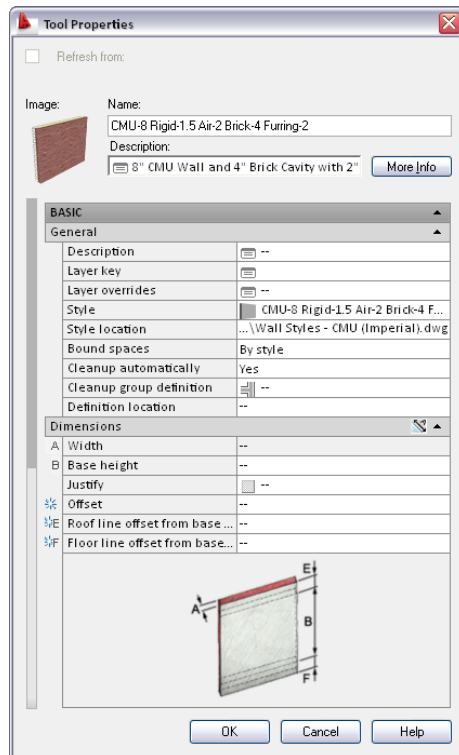 Tool Properties
Refresh from:
Image:
Name:
CMU-8 Rigid-1.5 Air-2 Brick-4 Furring-2
Description:
8" CMU Wall and 4" Brick Cavity with 2"
More Info
BASIC
General
Description --
Layer key
Layer overrides --
Style CMU-8 Rigid-1.5 Air-2 Brick-4 F...
Style location ...\Wall Styles - CMU (Imperial).dwg
Bound spaces By style
Cleanup automatically Yes
Cleanup group definition --
Definition location --
Dimensions
A Width --
B Base height --
Justify --
Offset --
E Roof line offset from base ... --
F Floor line offset from base... --
E
A
B
F
OK Cancel Help